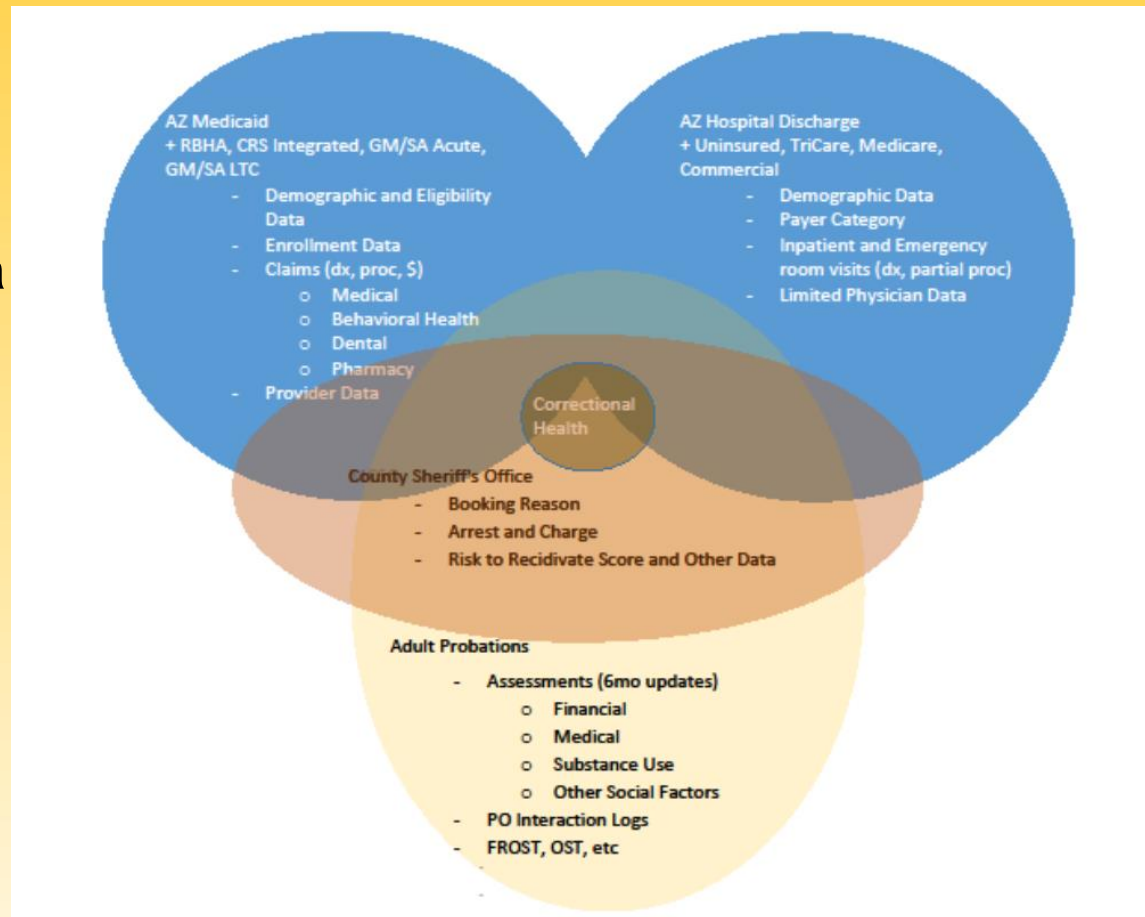 AZ Medicaid
+ RBHA, CRS Integrated, GM/SA Acute,
GM/SA LTC
- Demographic and Eligibility
Data
- Enrollment Data
- Claims (dx, proc, $)
o Medical
o Behavioral Health
o Dental
o Pharmacy
- Provider Data
AZ Hospital Discharge
+ Uninsured, TriCare, Medicare,
Commercial
- Demographic Data
- Payer Category
- Inpatient and Emergency
room visits (dx, partial proc)
- Limited Physician Data
Correctional
Health
County Sheriff's Office
- Booking Reason
- Arrest and Charge
- Risk to Recidivate Score and Other Data
Adult Probations
- Assessments (6mo updates)
o Financial
o Medical
o Substance Use
o Other Social Factors
- PO Interaction Logs
- FROST, OST, etc
-
-